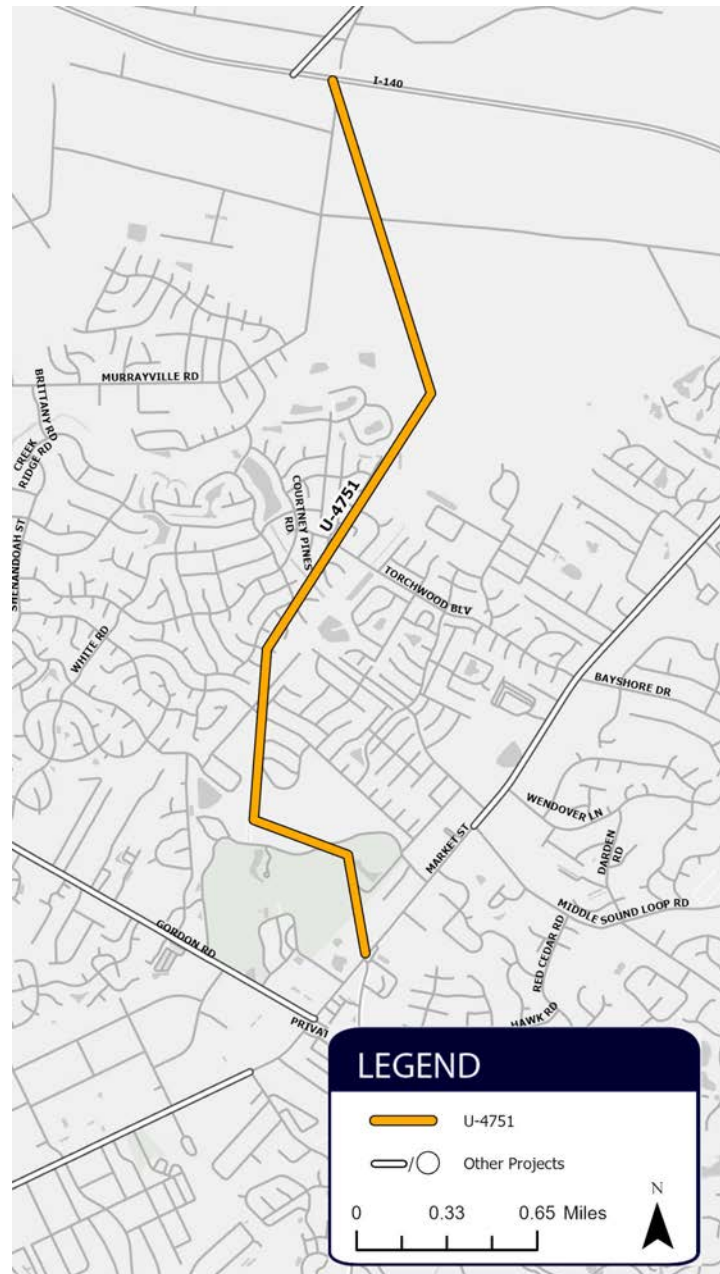 I-140
MURRAYVILLE RD
BRITTANY RD
CREEK
RIDGE RD
COURTNEY PINES
RD
U-4751
SHENANDOAH ST
TORCHWOOD BLV
WHITE RD
BAYSHORE DR
WENDOVER LN
MARKET ST
DARDEN
RD
MIDDLE SOUND LOOP RD
GORDON RD
RED CEDAR RD
HAWK RD
PRIVAT
LEGEND
U-4751
/ Other Projects
N
0 0.33 0.65 Miles